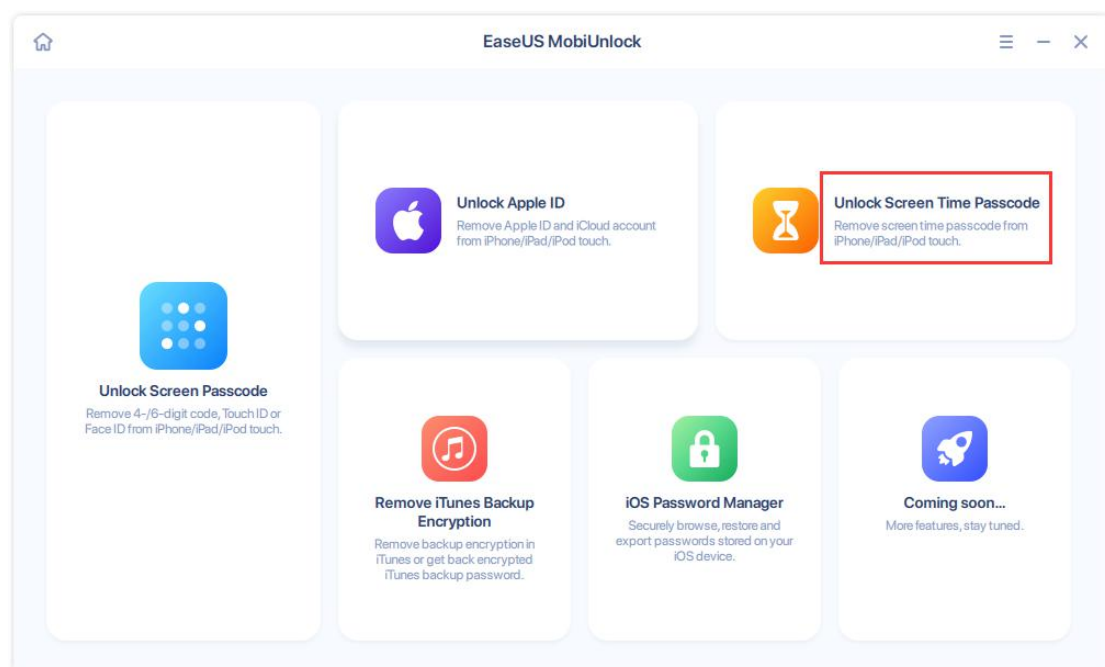 EaseUS MobiUnlock
Unlock Apple ID
Remove Apple ID and iCloud account
from iPhone/iPad/iPod touch.
Unlock Screen Time Passcode
Remove screen time passcode from
iPhone/iPad/iPod touch.
Unlock Screen Passcode
Remove 4-/6-digit code, Touch ID or
Face ID from iPhone/iPad/iPod touch.
Remove iTunes Backup
Encryption
Remove backup encryption in
iTunes or get back encrypted
iTunes backup password.
iOS Password Manager
Securely browse, restore and
export passwords stored on your
iOS device.
Coming soon...
More features, stay tuned.